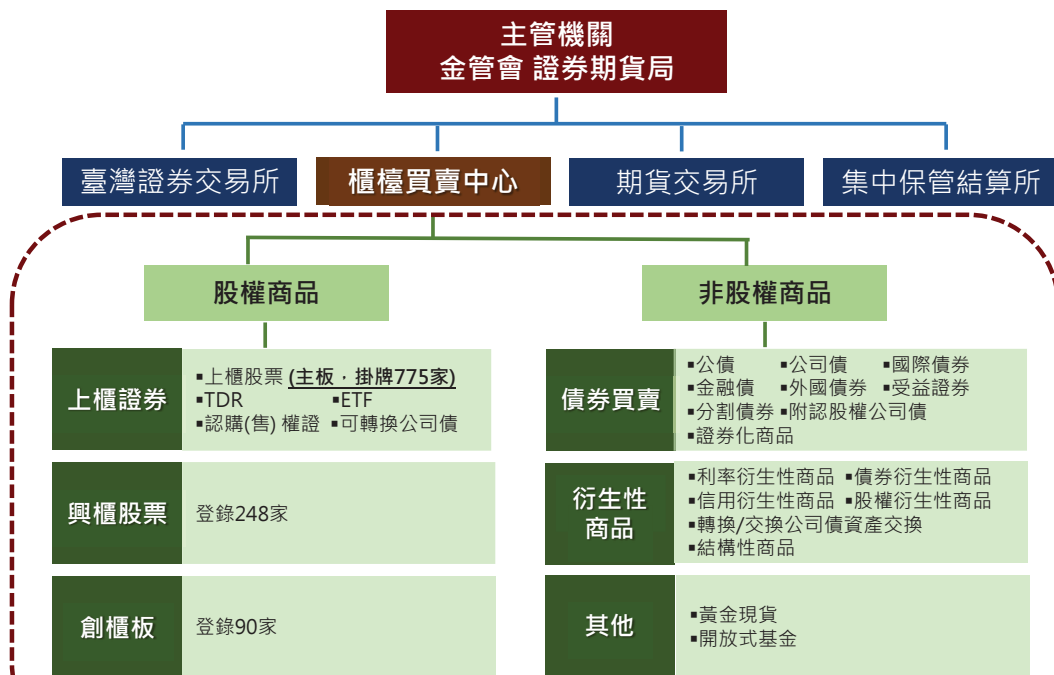 主管機關
金管會 證券期貨局
臺灣證券交易所
櫃檯買賣中心
期貨交易所
集中保管結算所
股權商品
非股權商品
上櫃證券
▪上櫃股票 (主板，掛牌775家)
▪TDR ▪ETF
▪認購(售) 權證 ▪可轉換公司債
興櫃股票
登錄248家
創櫃板
登錄90家
債券買賣
▪公債 ▪公司債 ▪國際債券
▪金融債 ▪外國債券 ▪受益證券
▪分割債券 ▪附認股權公司債
▪證券化商品
衍生性
商品
▪利率衍生性商品 ▪債券衍生性商品
▪信用衍生性商品 ▪股權衍生性商品
▪轉換/交換公司債資產交換
▪結構性商品
其他
▪黃金現貨
▪開放式基金